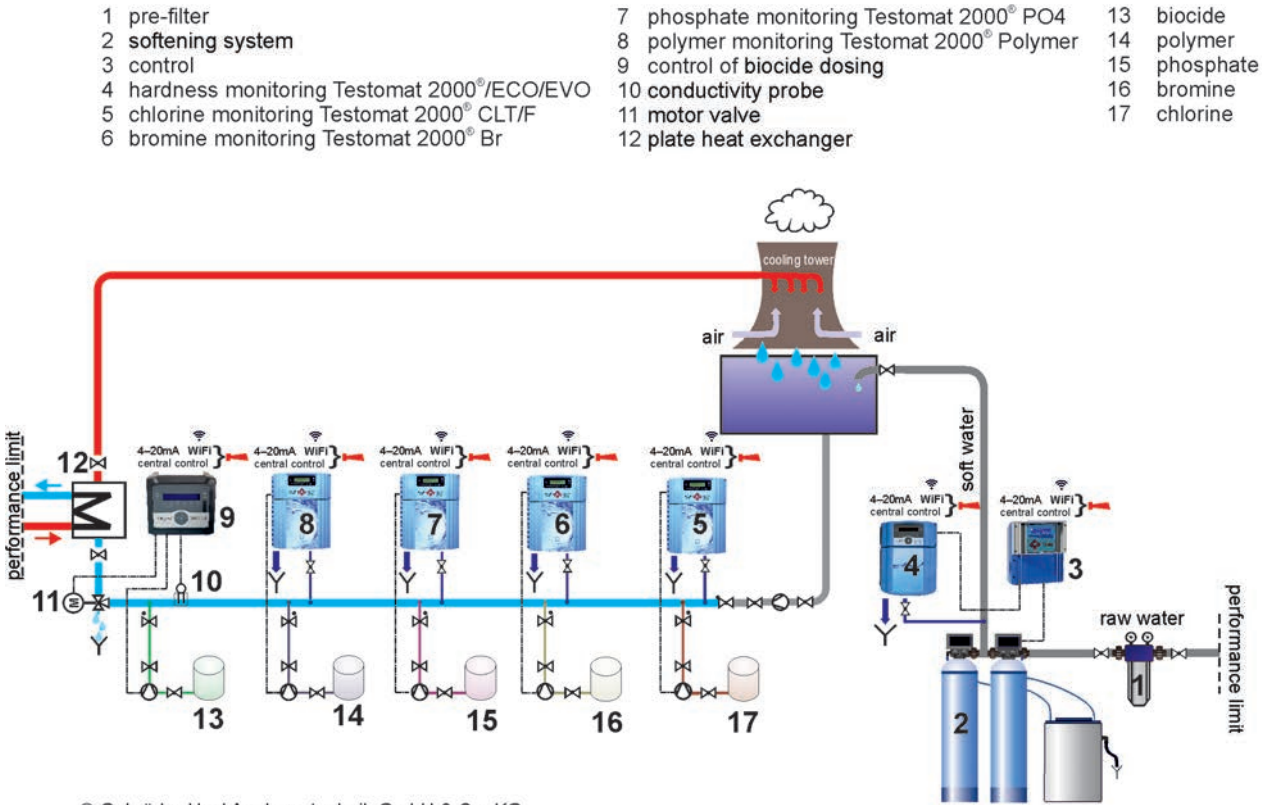 1 pre-filter
2 softening system
3 control
4 hardness monitoring Testomat 2000®/ECO/EVO
5 chlorine monitoring Testomat 2000® CLT/F
6 bromine monitoring Testomat 2000® Br
7 phosphate monitoring Testomat 2000® PO4
8 polymer monitoring Testomat 2000® Polymer
9 control of biocide dosing
10 conductivity probe
11 motor valve
12 plate heat exchanger
13 biocide
14 polymer
15 phosphate
16 bromine
17 chlorine
cooling tower
air
air
performance limit
12
4–20mA WiFi
central control
9
4–20mA WiFi
central control
8
4–20mA WiFi
central control
7
4–20mA WiFi
central control
6
4–20mA WiFi
central control
5
soft water
4–20mA WiFi
central control
4
4–20mA WiFi
central control
3
10
11
M
raw water
performance limit
1
2
13
14
15
16
17